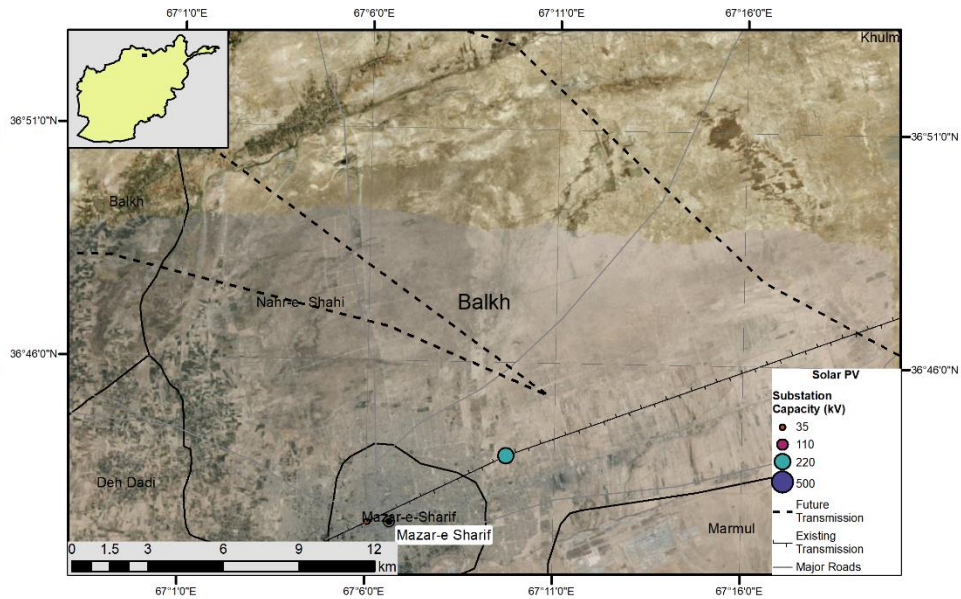 67°1'0"E
67°6'0"E
67°11'0"E
67°16'0"E
Khulm
36°51'0"N
36°51'0"N
Balkh
Nahr-e- Shahi
Balkh
36°46'0"N
36°46'0"N
Solar PV
Substation
Capacity (kV)
35
110
220
500
Future
Transmission
Existing
Transmission
Major Roads
Deh Dadi
Mazar-e-Sharif
Mazar-e Sharif
Marmul
0 1.5 3 6 9 12
km
67°1'0"E
67°6'0"E
67°11'0"E
67°16'0"E